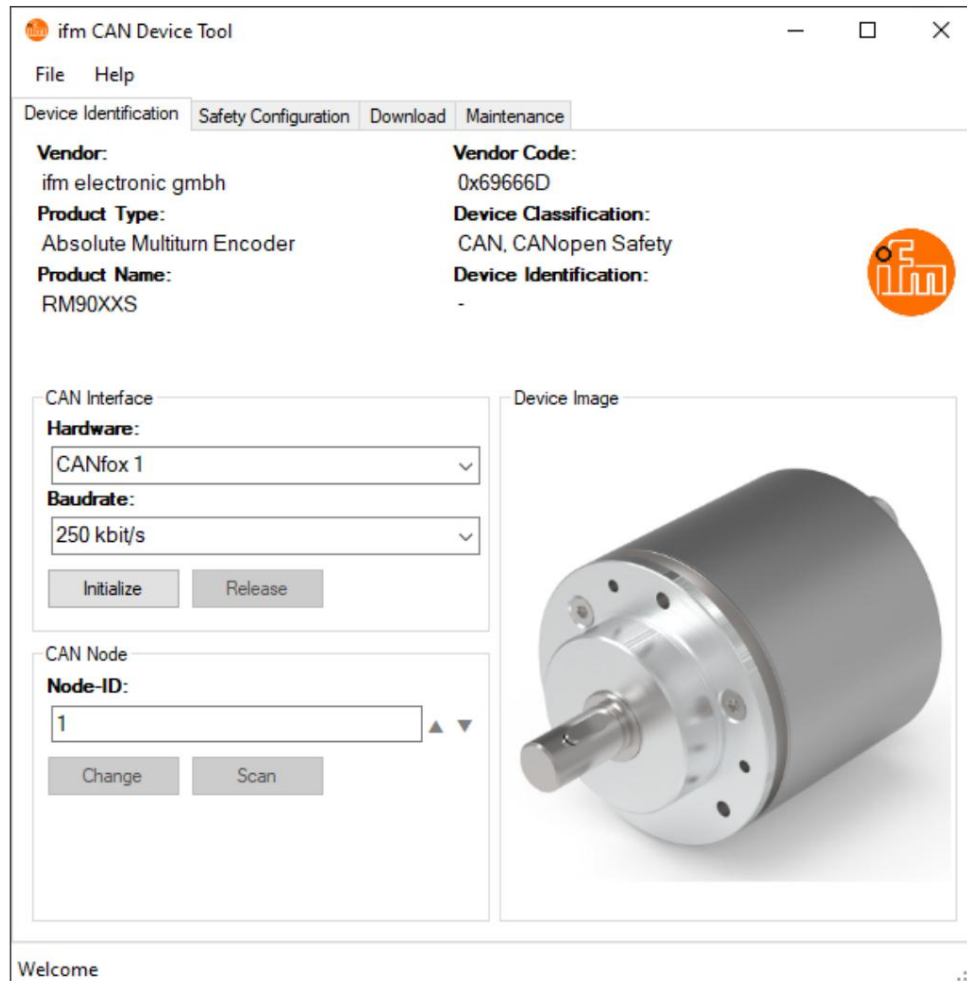 ifm CAN Device Tool
File Help
Device Identification Safety Configuration Download Maintenance
Vendor:
ifm electronic gmbh
Product Type:
Absolute Multiturn Encoder
Product Name:
RM90XXS
Vendor Code:
0x69666D
Device Classification:
CAN, CANopen Safety
Device Identification:
-
ifm
CAN Interface
Hardware:
CANfox 1
Baudrate:
250 kbit/s
Initialize Release
CAN Node
Node-ID:
1
Change Scan
Device Image
Welcome